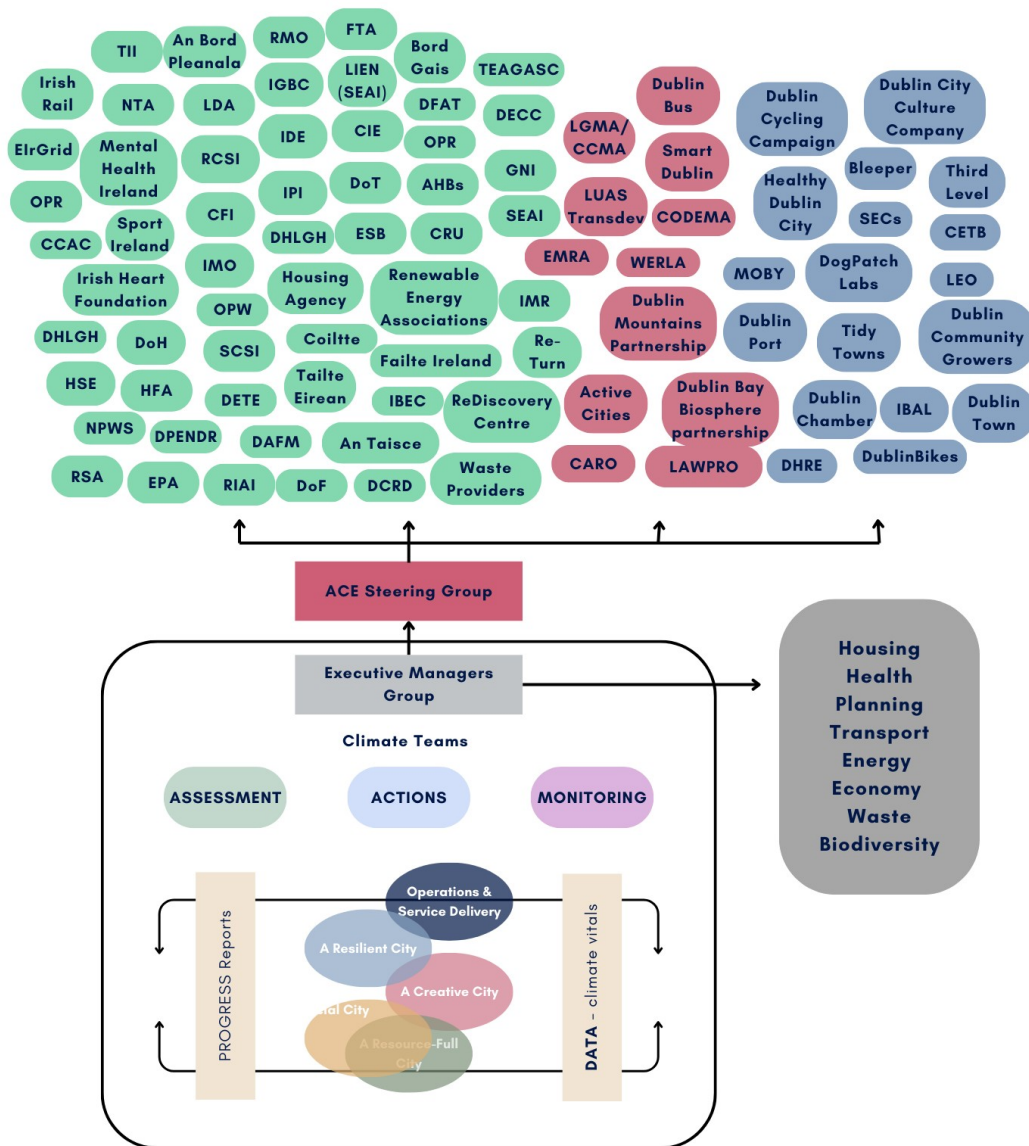 TII
An Bord
Pleanala
RMO
FTA
Bord
Gais
TEAGASC
Irish
Rail
NTA
LDA
IGBC
LIEN
(SEAI)
DFAT
DECC
EIrGrid
Mental
Health
Ireland
RCSI
IDE
CIE
OPR
GNI
OPR
CFI
IPI
DoT
AHBs
SEAI
CCAC
Sport
Ireland
DHLGH
ESB
CRU
Irish Heart
Foundation
IMO
Housing
Agency
Renewable
Energy
Associations
IMR
OPW
DHLGH
DoH
SCSI
Coiltte
Failte Ireland
Re-
Turn
HSE
HFA
DETE
Tailte
Eirean
IBEC
ReDiscovery
Centre
NPWS
DPENDR
DAFM
An Taisce
RSA
EPA
RIAI
DoF
DCRD
Waste
Providers
Dublin
Bus
LGMA/
CCMA
Smart
Dublin
LUAS
Transdev
CODEMA
EMRA
WERLA
Dublin
Mountains
Partnership
Active
Cities
Dublin Bay
Biosphere
partnership
CARO
LAWPRO
Dublin
Cycling
Campaign
Dublin City
Culture
Company
Bleeper
Third
Level
Healthy
Dublin
City
SECs
CETB
MOBY
DogPatch
Labs
LEO
Dublin
Port
Tidy
Towns
Dublin
Community
Growers
Dublin
Chamber
IBAL
Dublin
Town
DHRE
DublinBikes
ACE Steering Group
Executive Managers
Group
Housing
Health
Planning
Transport
Energy
Economy
Waste
Biodiversity
Climate Teams
ASSESSMENT
ACTIONS
MONITORING
PROGRESS Reports
Operations &
Service Delivery
A Resilient City
A Creative City
City
A Resource-Full
City
DATA - climate vitals